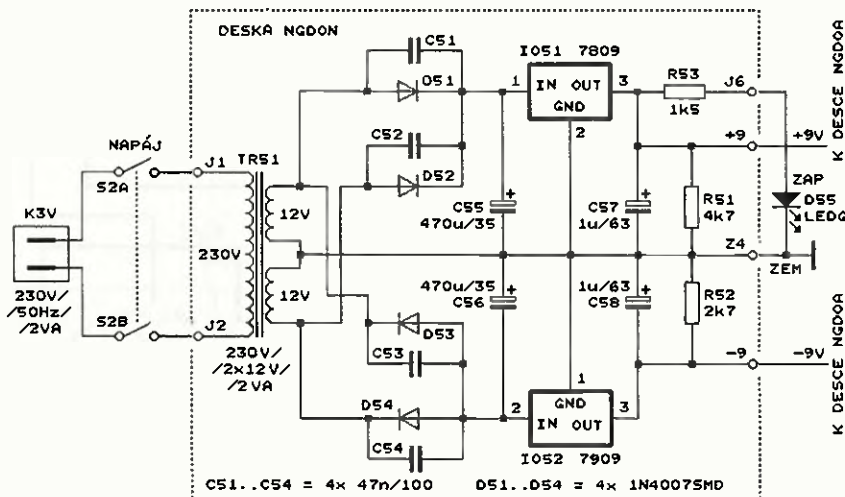 DESKA NGDON
C51
IO51 7809
D51
1
IN OUT
3
GND
2
R53
1k5
J6
K DESCE NGDOA
NAPÁJ
S2A
J1
TR51
C52
D52
+9
+9V
K3V
12V
230V
12V
C55
470u/35
C57
1u/63
R51
4k7
ZAP
D55
LEDG
Z4
ZEM
230V/
/50Hz/
/2VA
S2B
J2
470u/35
C56
1u/63
C58
R52
2k7
D53
C53
230V/
/2x12V/
/2VA
-9
-9V
K DESCE NGDOA
D54
C54
1
GND
2
IN OUT
3
IO52 7909
C51..C54 = 4x 47n/100
D51..D54 = 4x 1N4007SMD